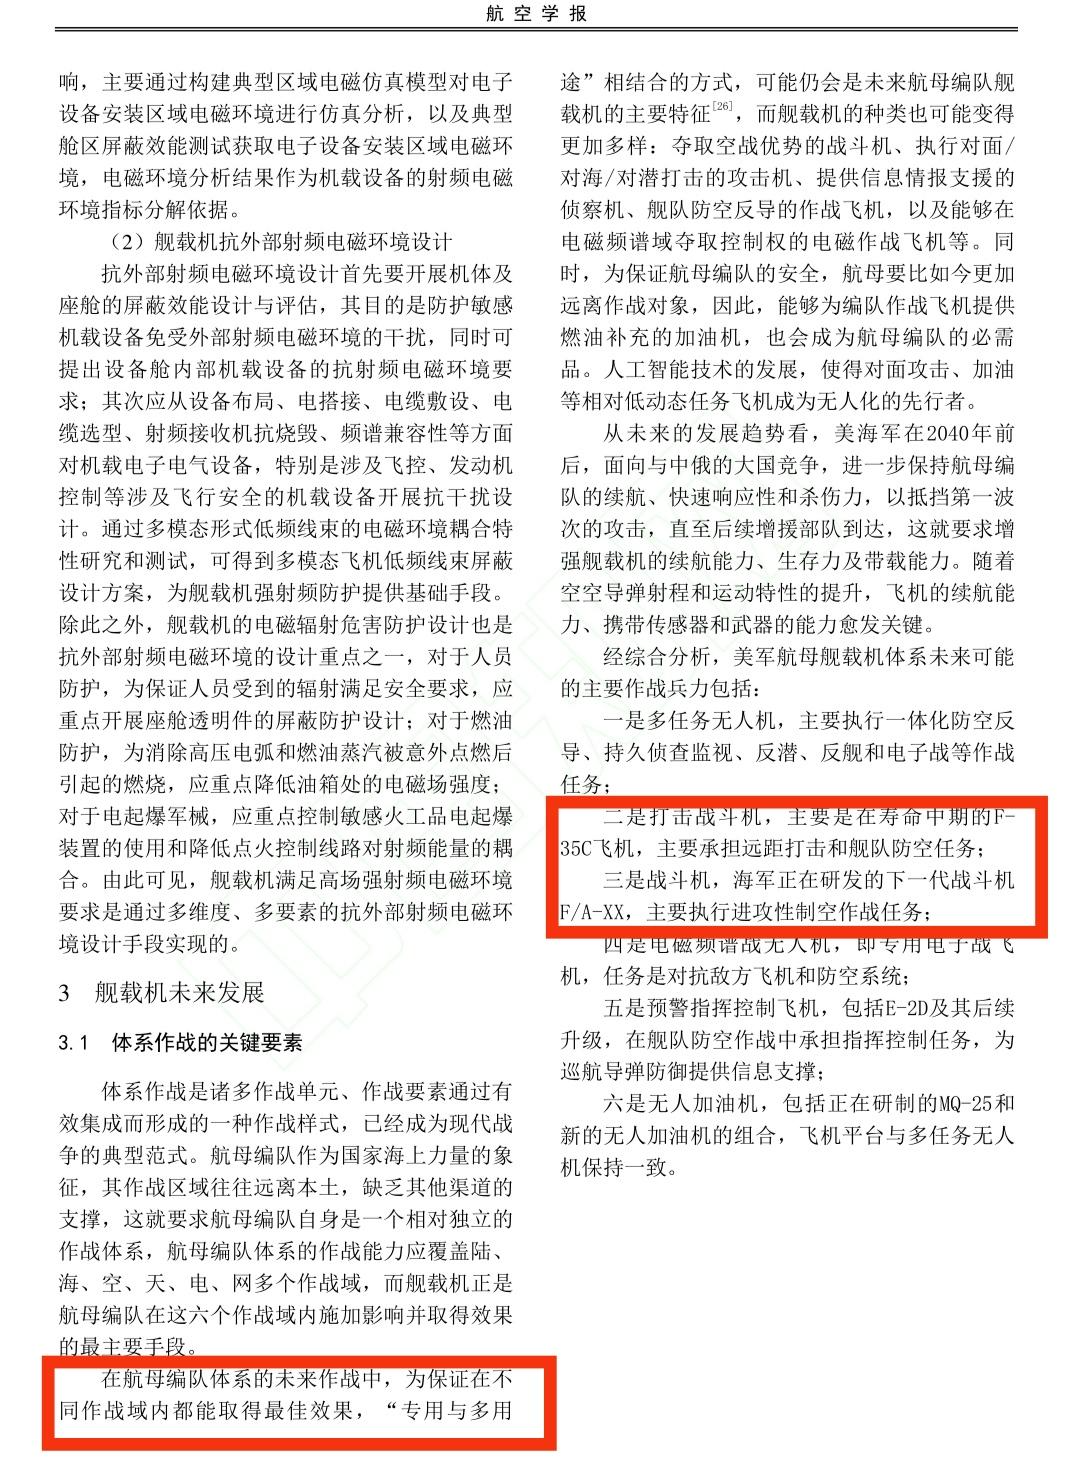 航空学报
响，主要通过构建典型区域电磁仿真模型对电子
设备安装区域电磁环境进行仿真分析，以及典型
舱区屏蔽效能测试获取电子设备安装区域电磁环
境，电磁环境分析结果作为机载设备的射频电磁
环境指标分解依据。
（2）舰载机抗外部射频电磁环境设计
抗外部射频电磁环境设计首先要开展机体及
座舱的屏蔽效能设计与评估，其目的是防护敏感
机载设备免受外部射频电磁环境的干扰，同时可
提出设备舱内部机载设备的抗射频电磁环境要
求；其次应从设备布局、电搭接、电缆敷设、电
缆选型、射频接收机抗烧毁、频谱兼容性等方面
对机载电子电气设备，特别是涉及飞控、发动机
控制等涉及飞行安全的机载设备开展抗干扰设
计。通过多模态形式低频线束的电磁环境耦合特
性研究和测试，可得到多模态飞机低频线束屏蔽
设计方案，为舰载机强射频防护提供基础手段。
除此之外，舰载机的电磁辐射危害防护设计也是
抗外部射频电磁环境的设计重点之一，对于人员
防护，为保证人员受到的辐射满足安全要求，应
重点开展座舱透明件的屏蔽防护设计；对于燃油
防护，为消除高压电弧和燃油蒸汽被意外点燃后
引起的燃烧，应重点降低油箱处的电磁场强度；
对于电起爆军械，应重点控制敏感火工品电起爆
装置的使用和降低点火控制线路对射频能量的耦
合。由此可见，舰载机满足高场强射频电磁环境
要求是通过多维度、多要素的抗外部射频电磁环
境设计手段实现的。
3 舰载机未来发展
3.1 体系作战的关键要素
体系作战是诸多作战单元、作战要素通过有
效集成而形成的一种作战样式，已经成为现代战
争的典型范式。航母编队作为国家海上力量的象
征，其作战区域往往远离本土，缺乏其他渠道的
支撑，这就要求航母编队自身是一个相对独立的
作战体系，航母编队体系的作战能力应覆盖陆、
海、空、天、电、网多个作战域，而舰载机正是
航母编队在这六个作战域内施加影响并取得效果
的最主要手段。
在航母编队体系的未来作战中，为保证在不
同作战域内都能取得最佳效果，“专用与多用
途”相结合的方式，可能仍会是未来航母编队舰
载机的主要特征[26]，而舰载机的种类也可能变得
更加多样：夺取空战优势的战斗机、执行对面/
对海/对潜打击的攻击机、提供信息情报支援的
侦察机、舰队防空反导的作战飞机，以及能够在
电磁频谱域夺取控制权的电磁作战飞机等。同
时，为保证航母编队的安全，航母要比如今更加
远离作战对象，因此，能够为编队作战飞机提供
燃油补充的加油机，也会成为航母编队的必需
品。人工智能技术的发展，使得对面攻击、加油
等相对低动态任务飞机成为无人化的先行者。
从未来的发展趋势看，美海军在2040年前
后，面向与中俄的大国竞争，进一步保持航母编
队的续航、快速响应性和杀伤力，以抵挡第一波
次的攻击，直至后续增援部队到达，这就要求增
强舰载机的续航能力、生存力及带载能力。随着
空空导弹射程和运动特性的提升，飞机的续航能
力、携带传感器和武器的能力愈发关键。
经综合分析，美军航母舰载机体系未来可能
的主要作战兵力包括：
一是多任务无人机，主要执行一体化防空反
导、持久侦查监视、反潜、反舰和电子战等作战
任务；
二是打击战斗机，主要是在寿命中期的F-
35C飞机，主要承担远距打击和舰队防空任务；
三是战斗机，海军正在研发的下一代战斗机
F/A-XX，主要执行进攻性制空作战任务；
四是电磁频谱战无人机，即专用电子战飞
机，任务是对抗敌方飞机和防空系统；
五是预警指挥控制飞机，包括E-2D及其后续
升级，在舰队防空作战中承担指挥控制任务，为
巡航导弹防御提供信息支撑；
六是无人加油机，包括正在研制的MQ-25和
新的无人加油机的组合，飞机平台与多任务无人
机保持一致。